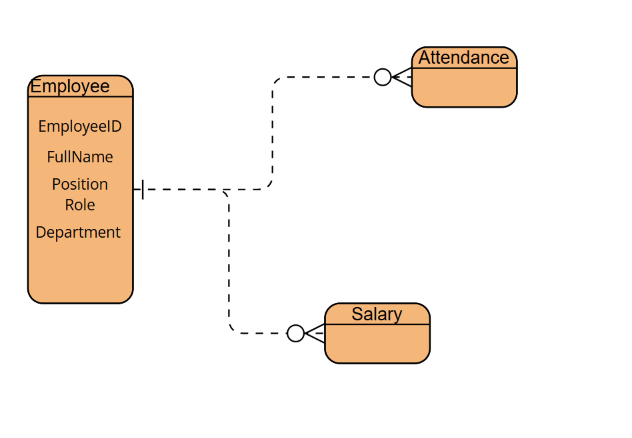 Employee
EmployeeID
FullName
Position
Role
Department
Attendance
Salary